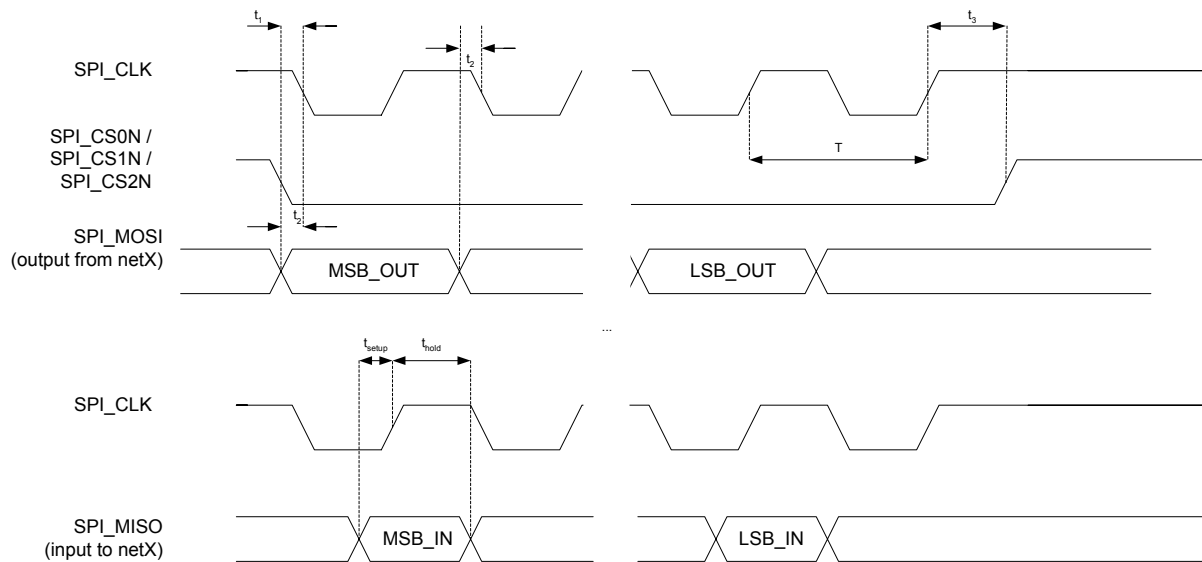 t1
t2
t3
SPI_CLK
SPI_CS0N /
SPI_CS1N /
SPI_CS2N
T
t2
SPI_MOSI
(output from netX)
MSB_OUT
LSB_OUT
...
tsetup
thold
SPI_CLK
SPI_MISO
(input to netX)
MSB_IN
LSB_IN